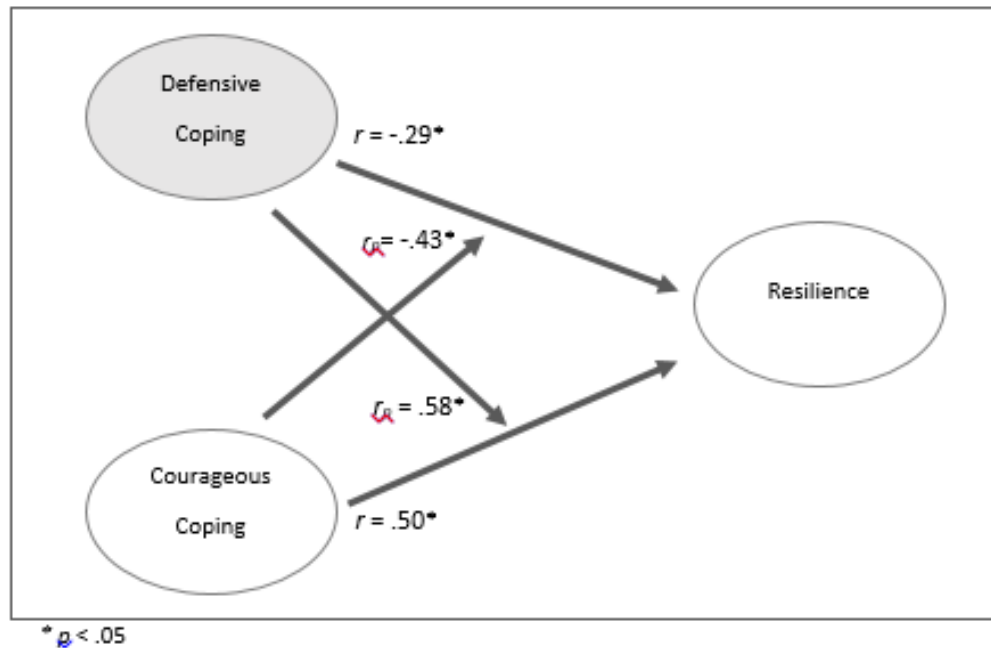 Defensive
Coping
r = -.29*
rp= -.43*
Resilience
rp = .58*
Courageous
Coping
r = .50*
* p < .05